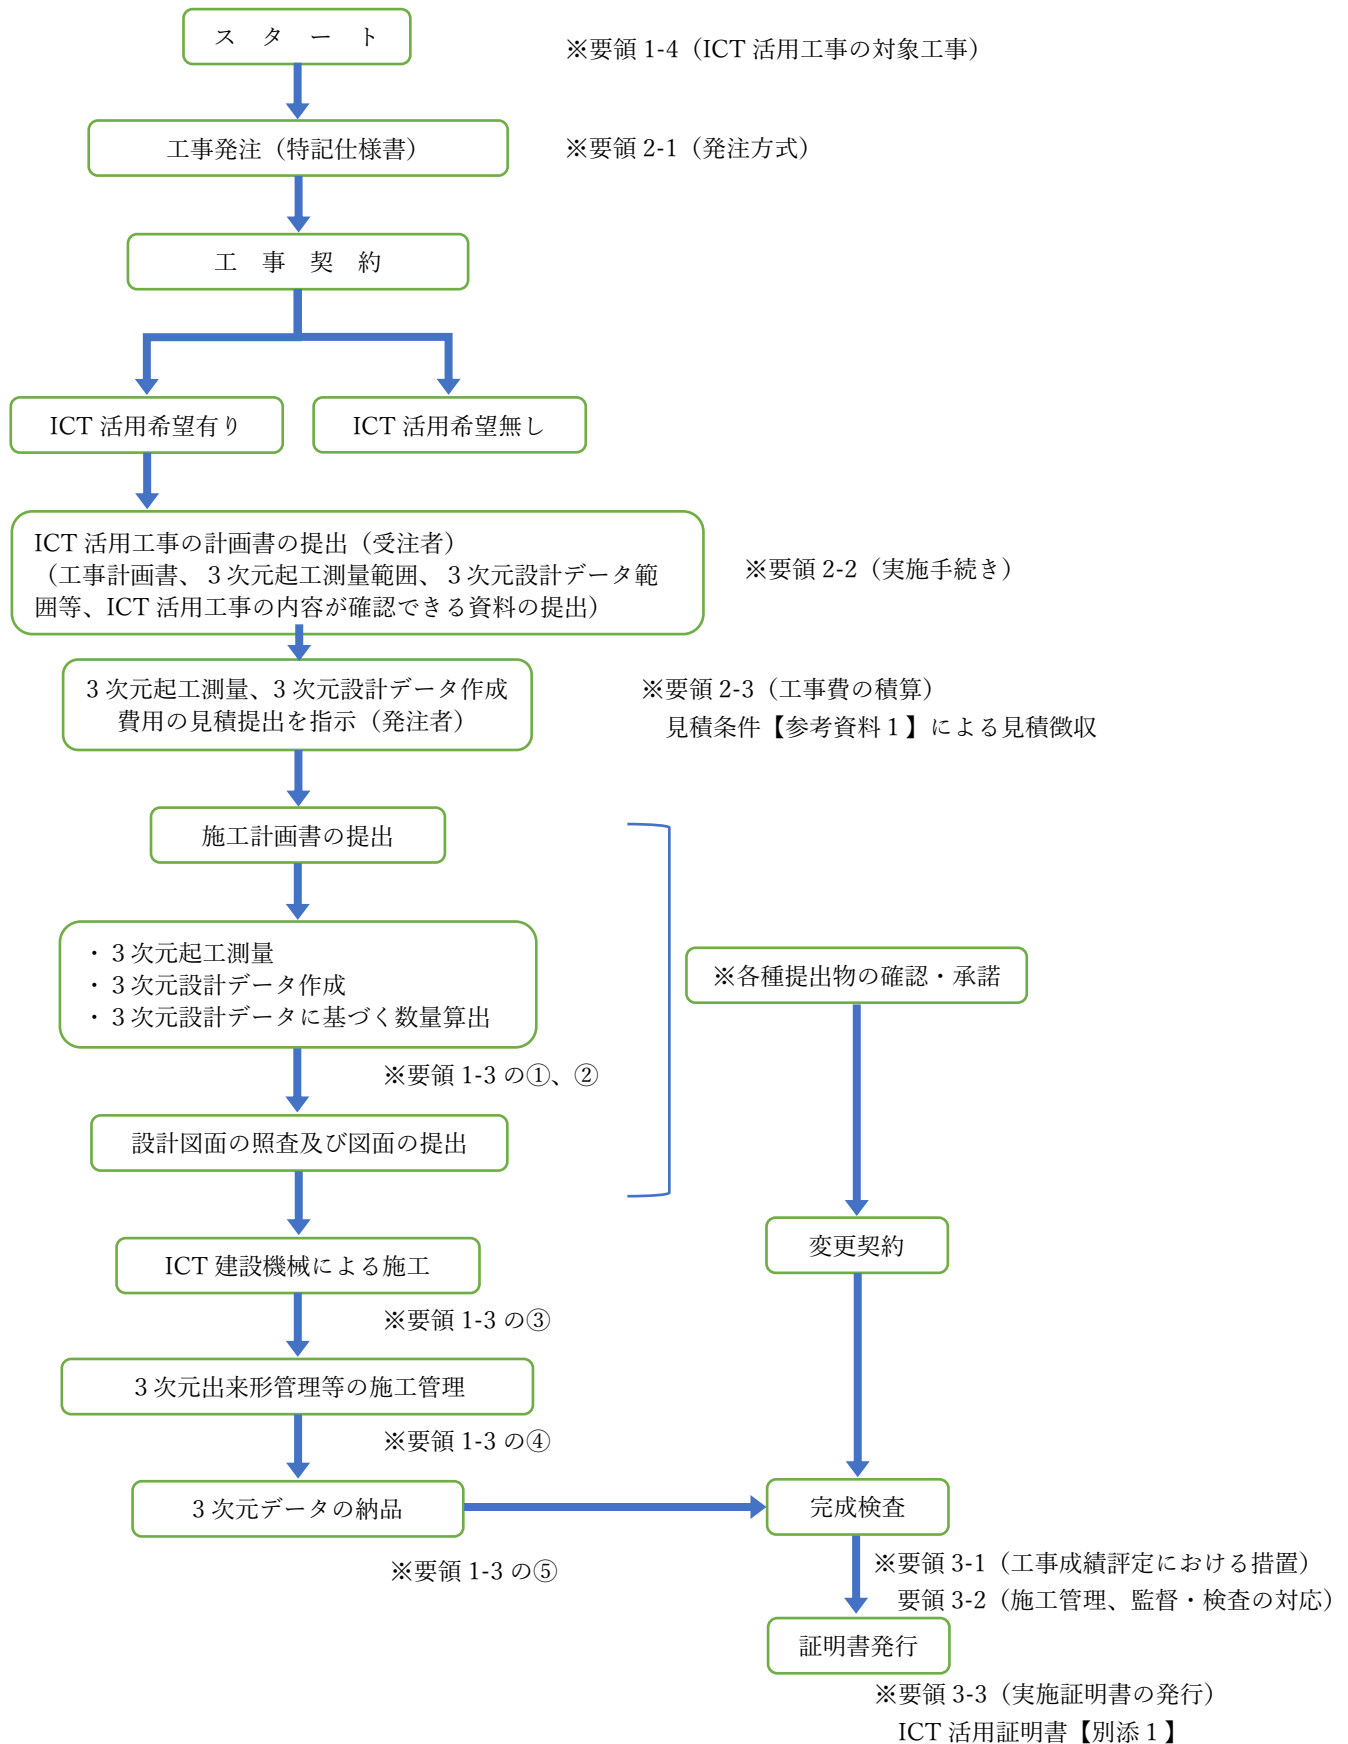 ス　タ　ー　ト
※要領 1-4（ICT 活用工事の対象工事）
工事発注（特記仕様書）
※要領 2-1（発注方式）
工　事　契　約
ICT 活用希望有り
ICT 活用希望無し
ICT 活用工事の計画書の提出（受注者）
（工事計画書、３次元起工測量範囲、３次元設計データ範
囲等、ICT 活用工事の内容が確認できる資料の提出）
※要領 2-2（実施手続き）
３次元起工測量、３次元設計データ作成
費用の見積提出を指示（発注者）
※要領 2-3（工事費の積算）
見積条件【参考資料１】による見積徴収
施工計画書の提出
・３次元起工測量
・３次元設計データ作成
・３次元設計データに基づく数量算出
※各種提出物の確認・承諾
※要領 1-3 の①、②
設計図面の照査及び図面の提出
変更契約
ICT 建設機械による施工
※要領 1-3 の③
３次元出来形管理等の施工管理
※要領 1-3 の④
３次元データの納品
完成検査
※要領 1-3 の⑤
※要領 3-1（工事成績評定における措置）
要領 3-2（施工管理、監督・検査の対応）
証明書発行
※要領 3-3（実施証明書の発行）
ICT 活用証明書【別添１】